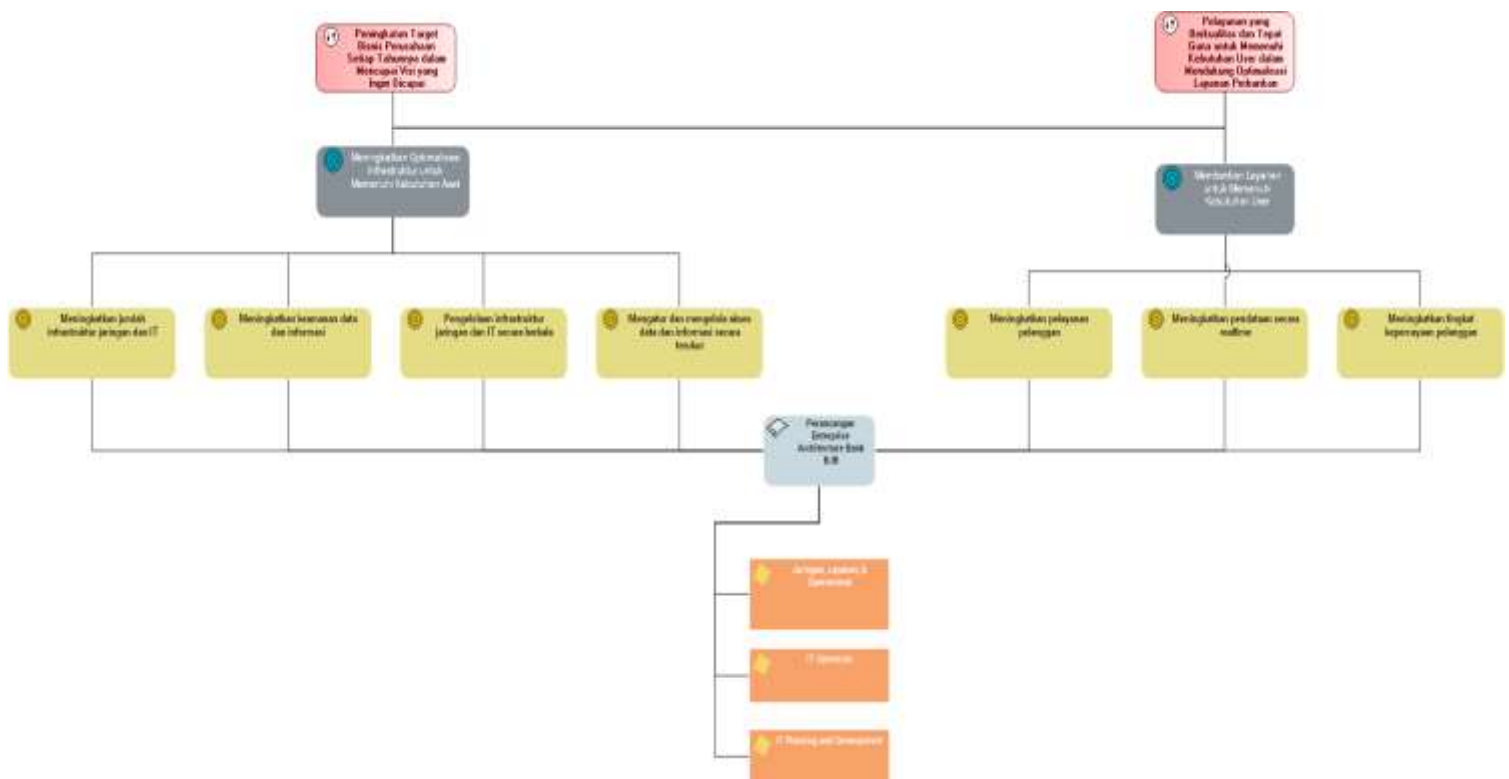 Peningkatan Target
Bisnis Perusahaan
Setiap Tahunnya dalam
Mencapai Visi yang
Ingin Dicapai
Pelayanan yang
Berkualitas dan Tepat
Guna untuk Memenuhi
Kebutuhan User dalam
Mendukung Optimalisasi
Layanan Perbankan
Meningkatkan Optimalisasi
Infrastruktur untuk
Memenuhi Kebutuhan Aset
Memberikan Layanan
untuk Memenuhi
Kebutuhan User
Meningkatkan jumlah
infrastruktur jaringan dan IT
Meningkatkan keamanan data
dan informasi
Pengelolaan infrastruktur
jaringan dan IT secara berkala
Mengatur dan mengelola akses
data dan informasi secara
Meningkatkan pelayanan
pelanggan
Meningkatkan pendataan secara
realtime
Meningkatkan tingkat
kepercayaan pelanggan
Perancangan
Enterprise
Architecture Bank
BJB
Jaringan, Layanan, &
Operasional
IT Operation
IT Planning and Development